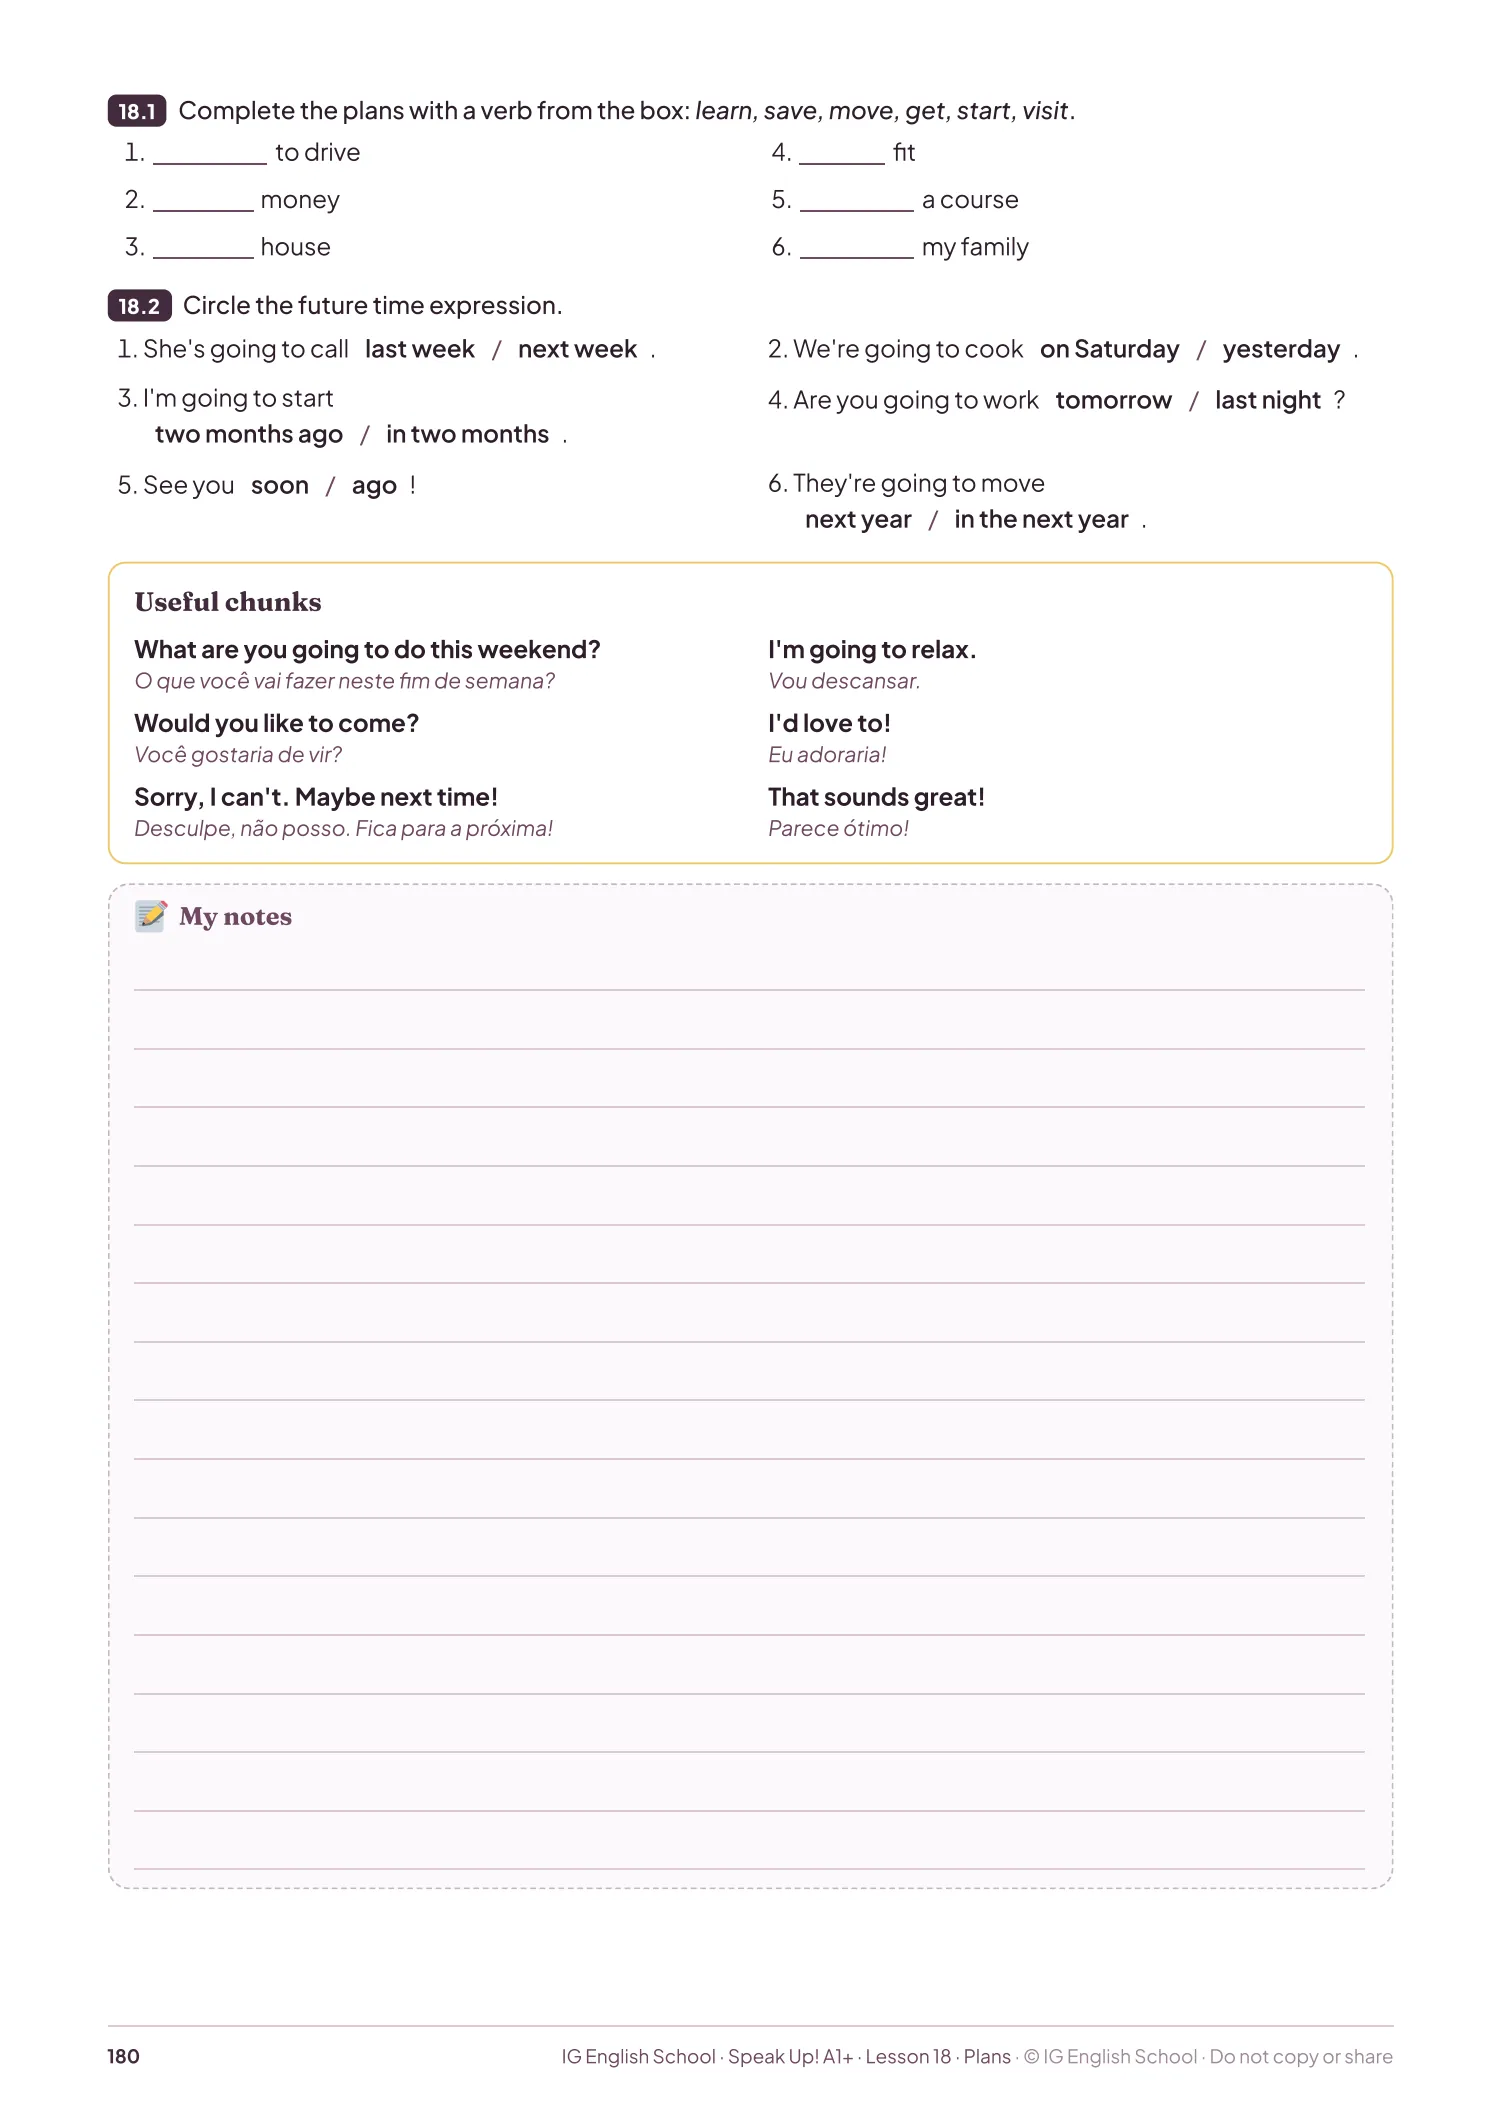 18.1 Complete the plans with a verb from the box: learn, save, move, get, start, visit.
1. ________ to drive
4. ______ fit
2. _______ money
5. ________ a course
3. _______ house
6. ________ my family
18.2 Circle the future time expression.
1. She's going to call last week / next week .
2. We're going to cook on Saturday / yesterday .
3. I'm going to start
two months ago / in two months .
4. Are you going to work tomorrow / last night ?
5. See you soon / ago !
6. They're going to move
next year / in the next year .
Useful chunks
What are you going to do this weekend?
O que você vai fazer neste fim de semana?
I'm going to relax.
Vou descansar.
Would you like to come?
Você gostaria de vir?
I'd love to!
Eu adoraria!
Sorry, I can't. Maybe next time!
Desculpe, não posso. Fica para a próxima!
That sounds great!
Parece ótimo!
My notes
180
IG English School · Speak Up! A1+ · Lesson 18 · Plans · © IG English School · Do not copy or share